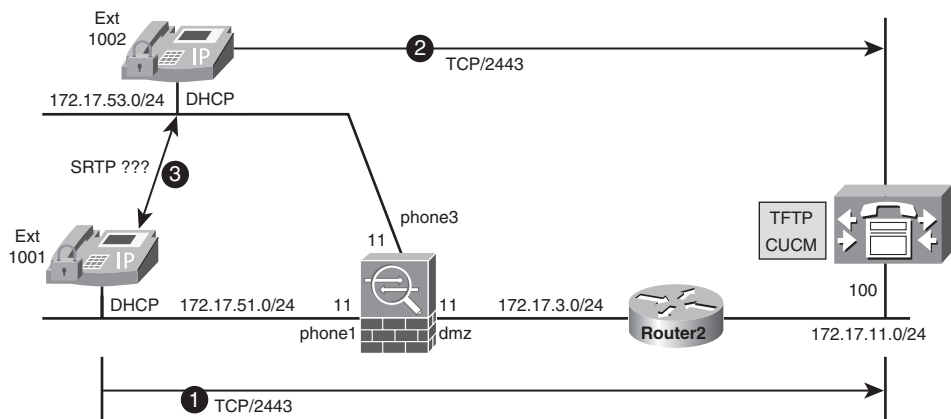 Ext
1002
IP
2
TCP/2443
172.17.53.0/24
DHCP
SRTP ???
3
phone3
11
TFTP
CUCM
Ext
1001
IP
100
DHCP
172.17.51.0/24
11
11
172.17.3.0/24
phone1
dmz
Router2
172.17.11.0/24
1
TCP/2443